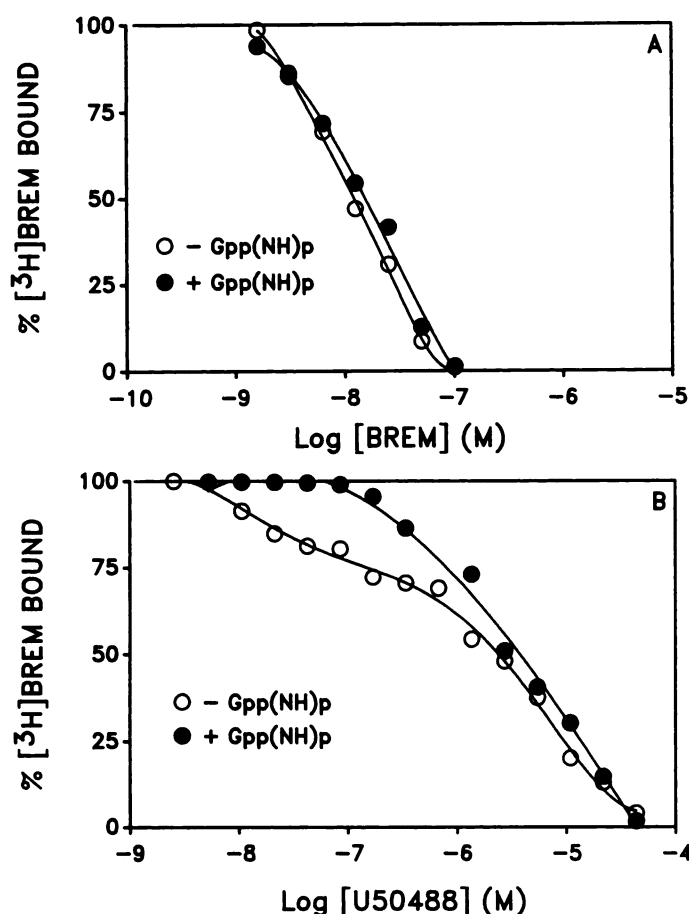 A
% [³H]BREM BOUND
100
75
50
25
0
○ − Gpp(NH)p
● + Gpp(NH)p
−10 −9 −8 −7 −6 −5
Log [BREM] (M)
B
% [³H]BREM BOUND
100
75
50
25
0
○ − Gpp(NH)p
● + Gpp(NH)p
−9 −8 −7 −6 −5 −4
Log [U50488] (M)